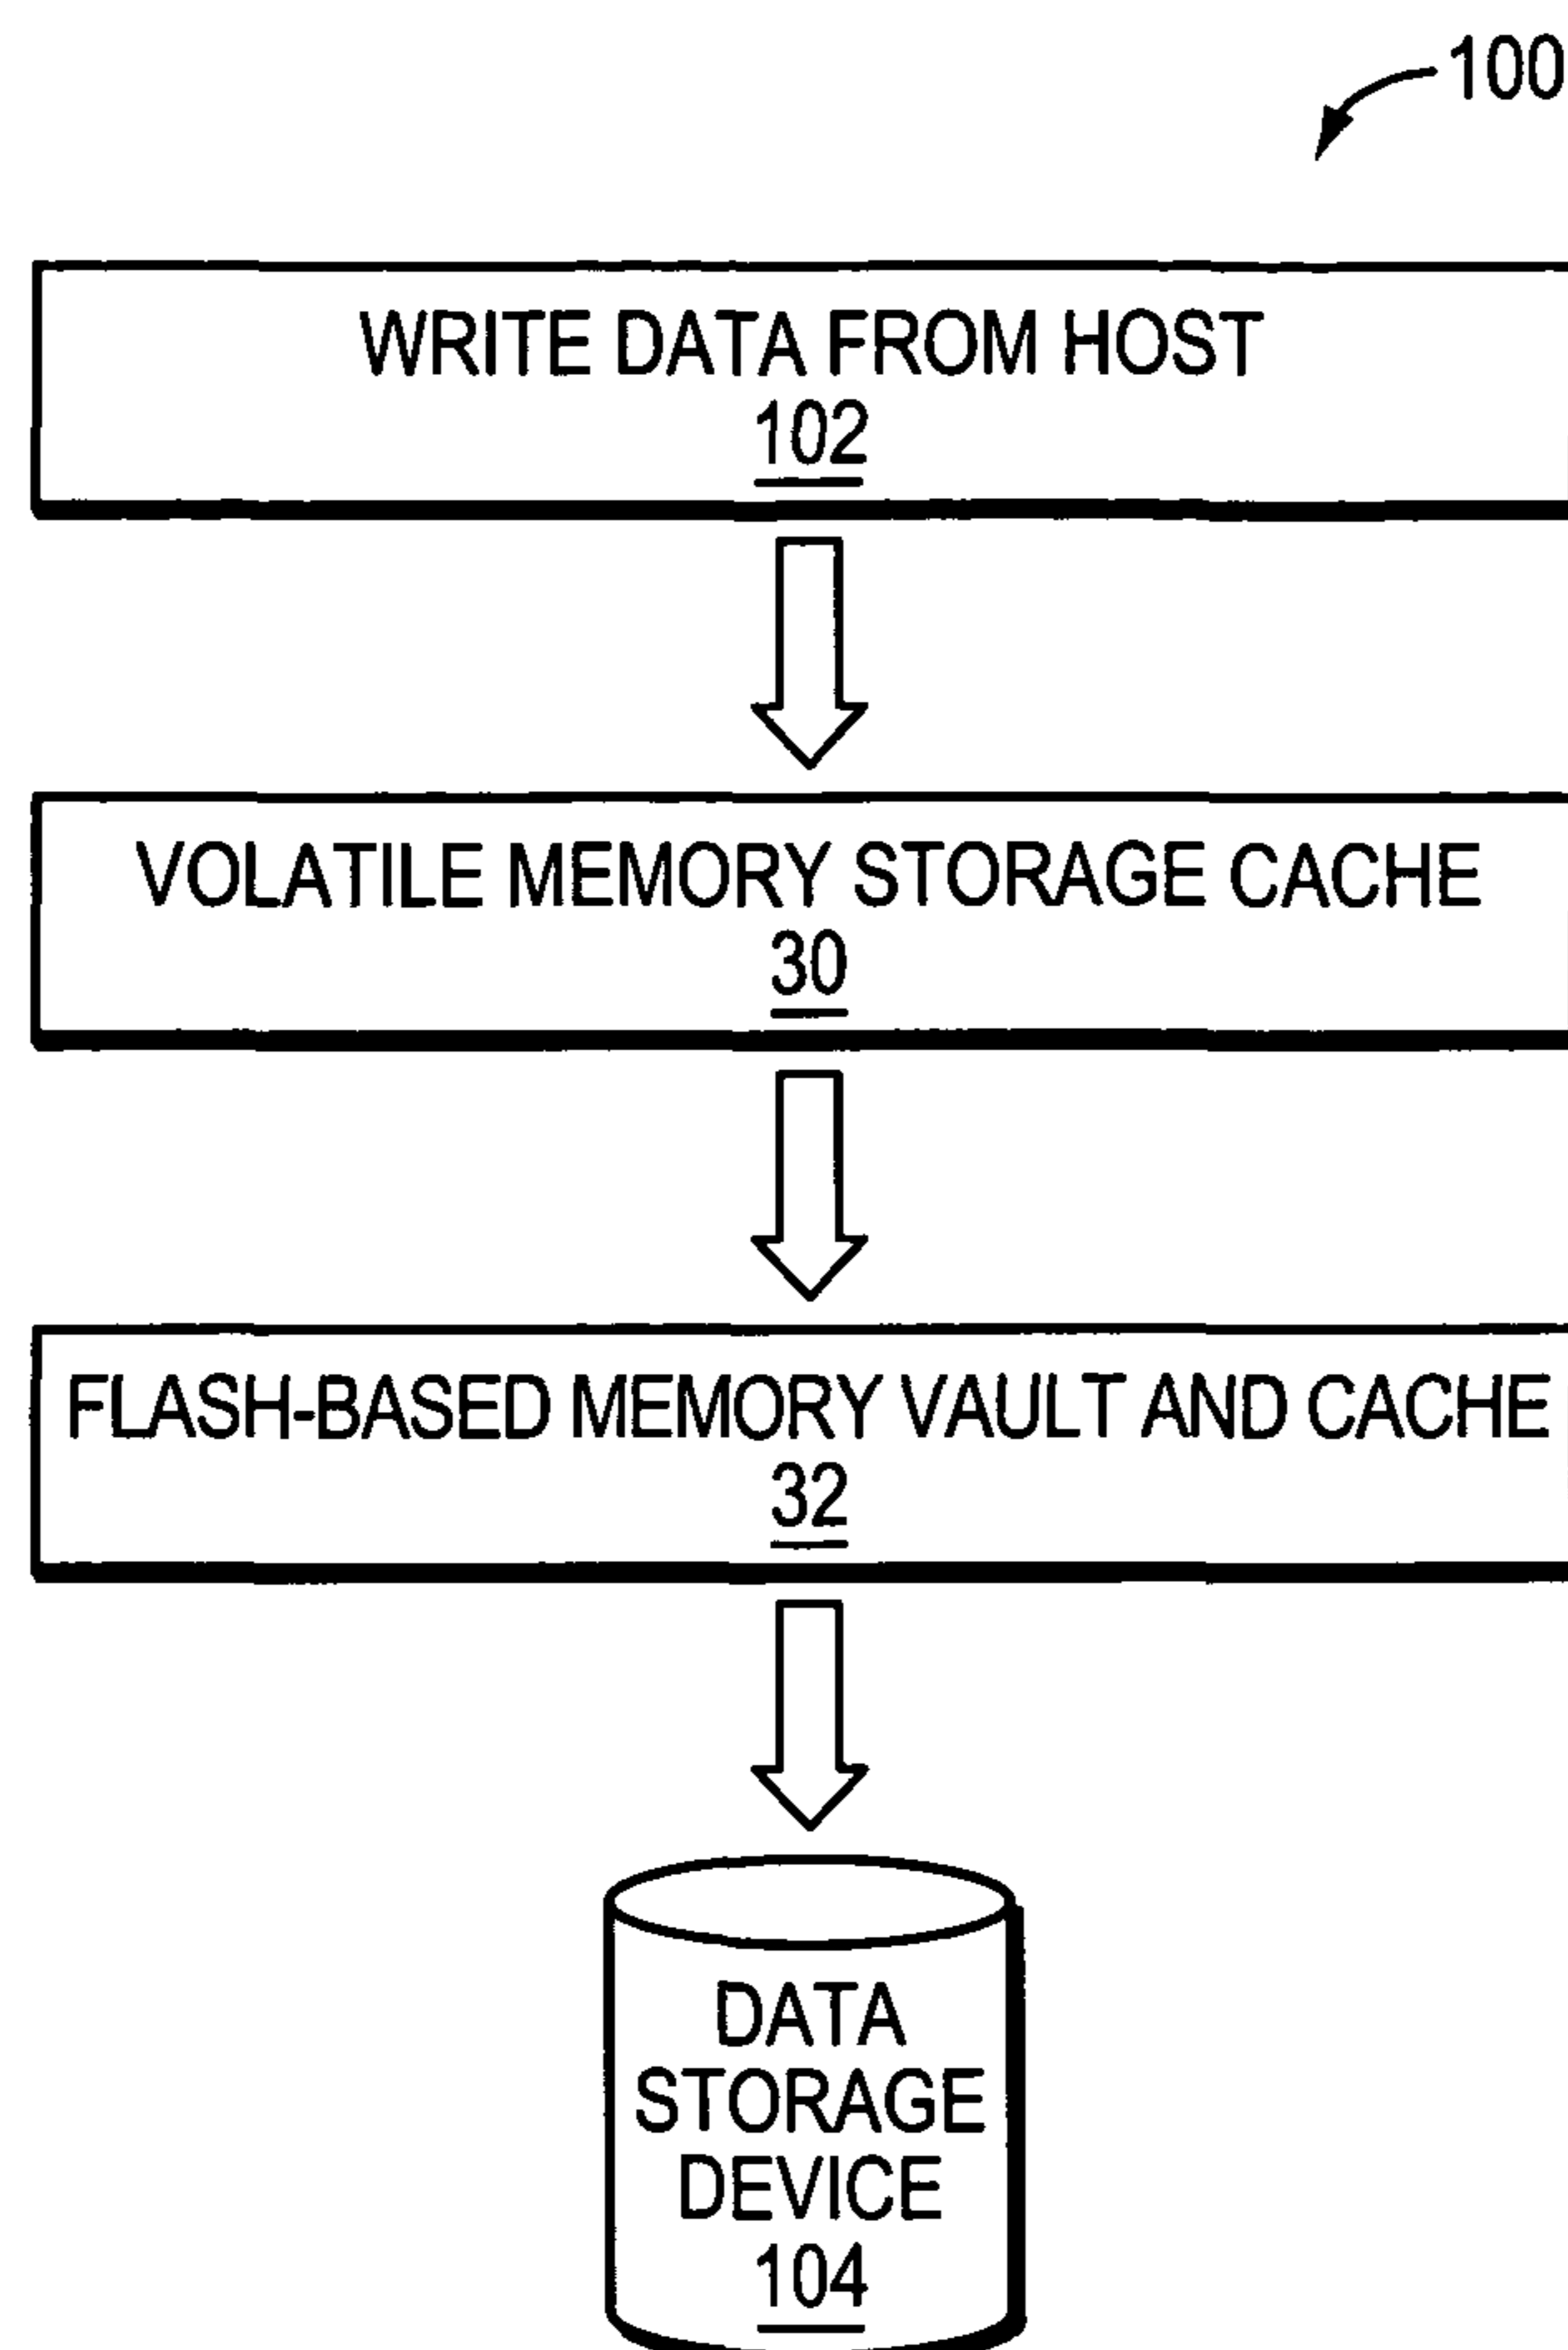 100
WRITE DATA FROM HOST
102
VOLATILE MEMORY STORAGE CACHE
30
FLASH-BASED MEMORY VAULT AND CACHE
32
DATA
STORAGE
DEVICE
104